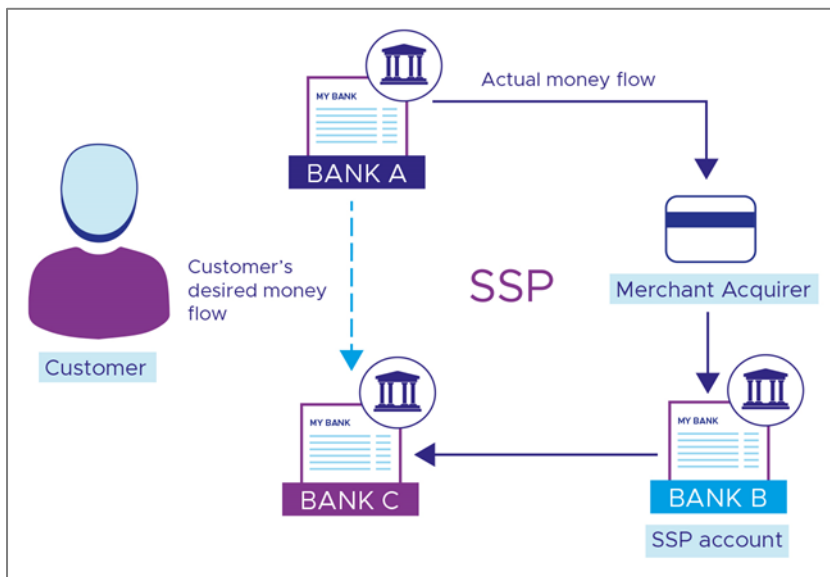 MY BANK
BANK A
Actual money flow
Customer's
desired money
flow
SSP
Merchant Acquirer
Customer
MY BANK
BANK C
MY BANK
BANK B
SSP account